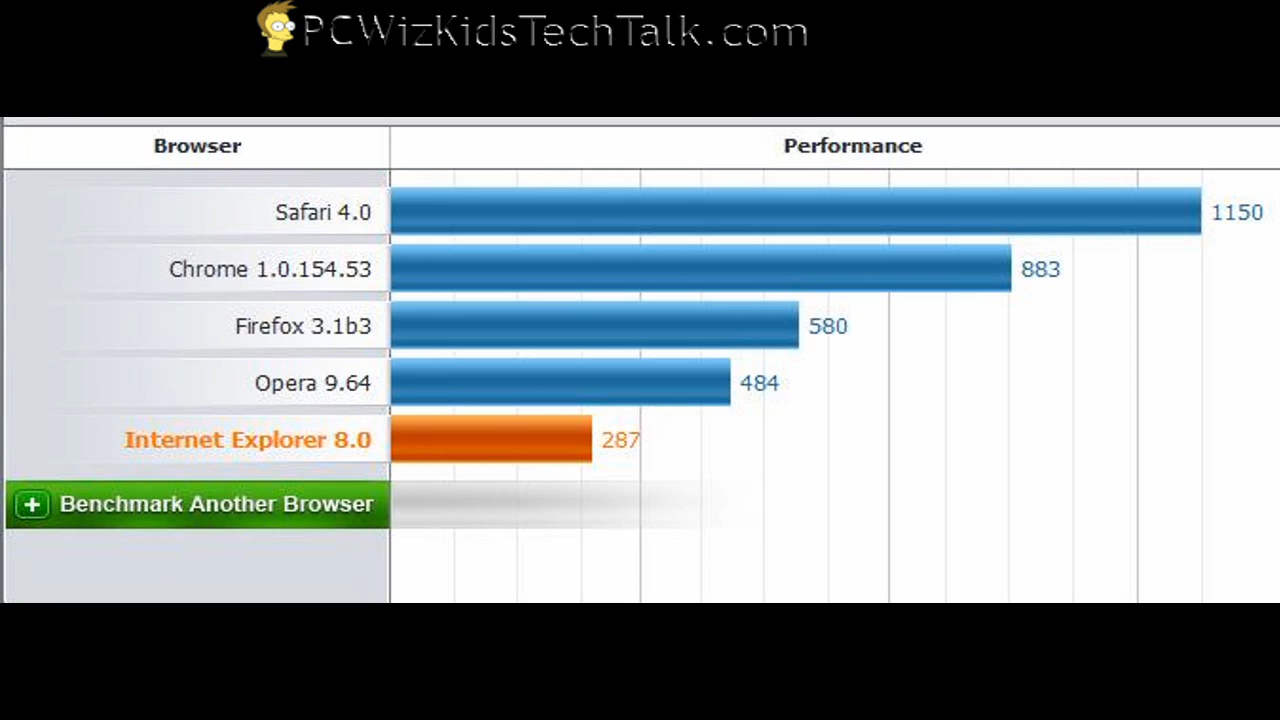 PCWizKidsTechTalk.com
Browser Performance
Safari 4.0 1150
Chrome 1.0.154.53 883
Firefox 3.1b3 580
Opera 9.64 484
Internet Explorer 8.0 287
+ Benchmark Another Browser